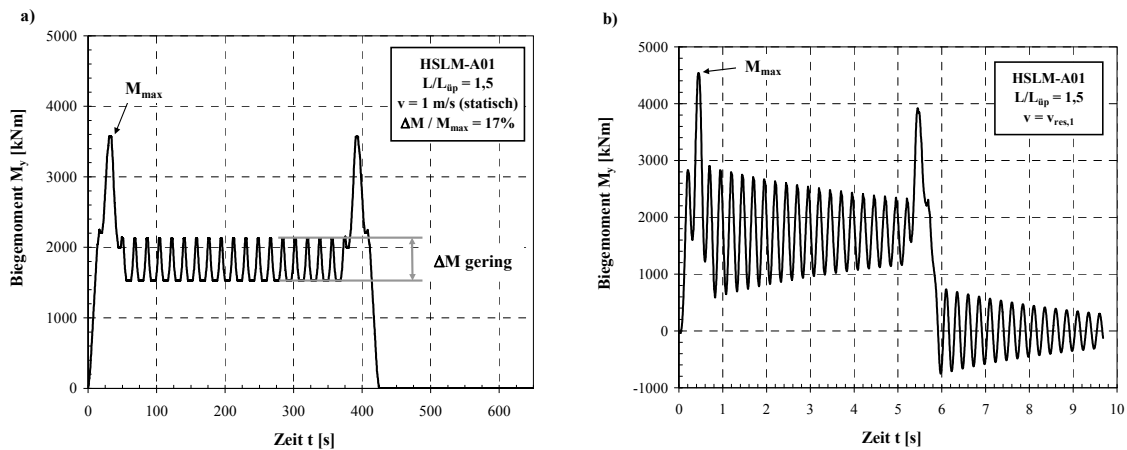 a)
5000
4000
3000
2000
1000
0
Biegemoment M_y [kNm]
M_max
HSLM-A01
L/L_üp = 1,5
v = 1 m/s (statisch)
ΔM / M_max = 17%
ΔM gering
0 100 200 300 400 500 600
Zeit t [s]
b)
5000
4000
3000
2000
1000
0
-1000
Biegemoment M_y [kNm]
M_max
HSLM-A01
L/L_üp = 1,5
v = v_res,1
0 1 2 3 4 5 6 7 8 9 10
Zeit t [s]